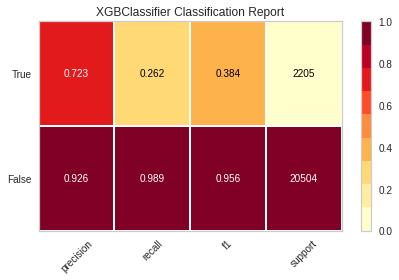 XGBClassifier Classification Report
True 0.723 0.262 0.384 2205
False 0.926 0.989 0.956 20504
precision recall f1 support
1.0
0.8
0.6
0.4
0.2
0.0